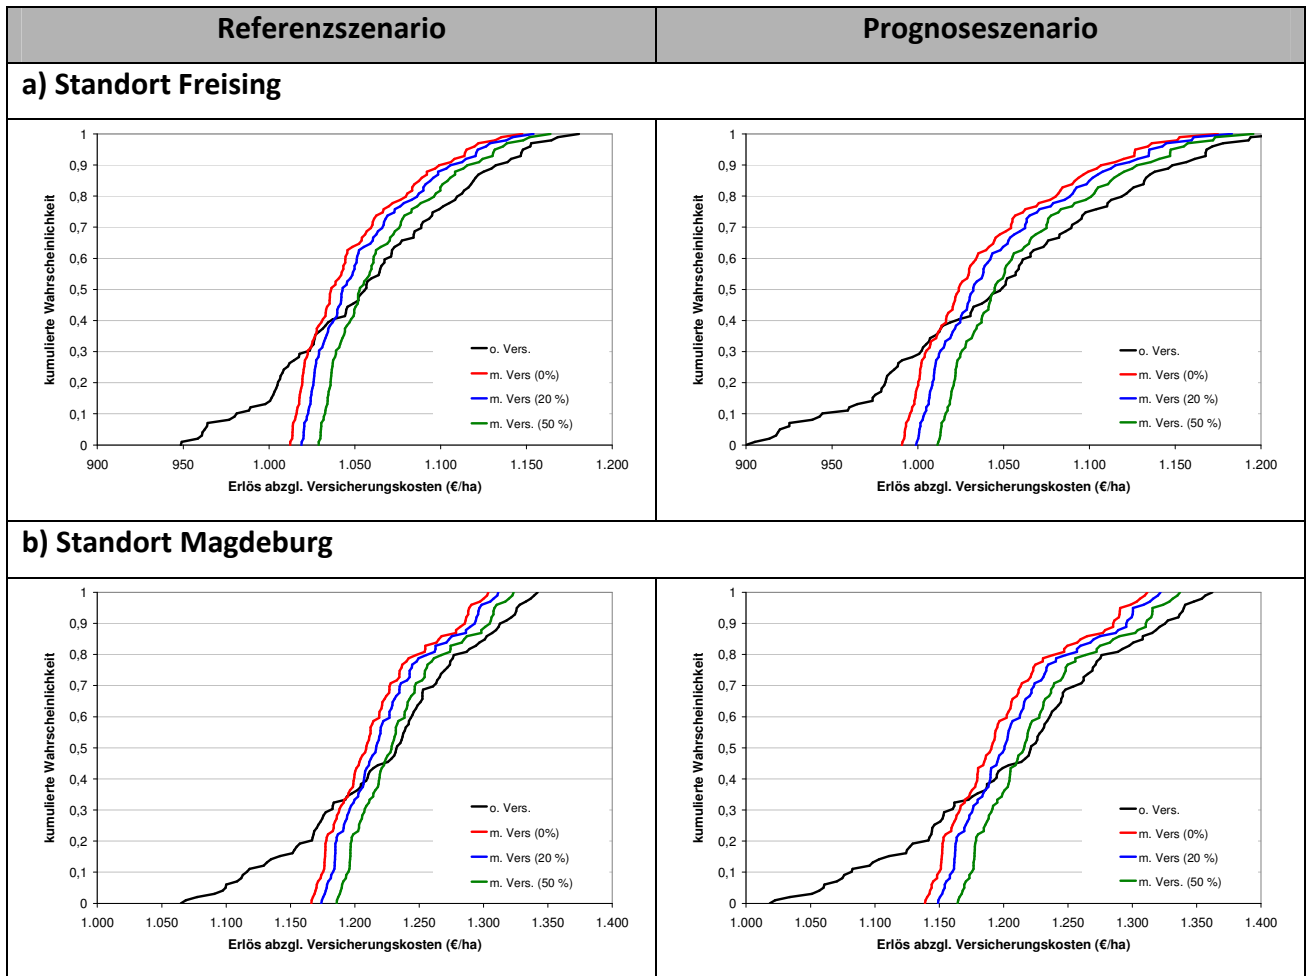 Referenzszenario
Prognoseszenario
a) Standort Freising
kumulierte Wahrscheinlichkeit
1
0,9
0,8
0,7
0,6
0,5
0,4
0,3
0,2
0,1
0
o. Vers.
m. Vers (0%)
m. Vers (20 %)
m. Vers. (50 %)
900 950 1.000 1.050 1.100 1.150 1.200
Erlös abzgl. Versicherungskosten (€/ha)
kumulierte Wahrscheinlichkeit
1
0,9
0,8
0,7
0,6
0,5
0,4
0,3
0,2
0,1
0
o. Vers.
m. Vers (0%)
m. Vers (20 %)
m. Vers. (50 %)
900 950 1.000 1.050 1.100 1.150 1.200
Erlös abzgl. Versicherungskosten (€/ha)
b) Standort Magdeburg
kumulierte Wahrscheinlichkeit
1
0,9
0,8
0,7
0,6
0,5
0,4
0,3
0,2
0,1
0
o. Vers.
m. Vers (0%)
m. Vers (20 %)
m. Vers. (50 %)
1.000 1.050 1.100 1.150 1.200 1.250 1.300 1.350 1.400
Erlös abzgl. Versicherungskosten (€/ha)
kumulierte Wahrscheinlichkeit
1
0,9
0,8
0,7
0,6
0,5
0,4
0,3
0,2
0,1
0
o. Vers.
m. Vers (0%)
m. Vers (20 %)
m. Vers. (50 %)
1.000 1.050 1.100 1.150 1.200 1.250 1.300 1.350 1.400
Erlös abzgl. Versicherungskosten (€/ha)